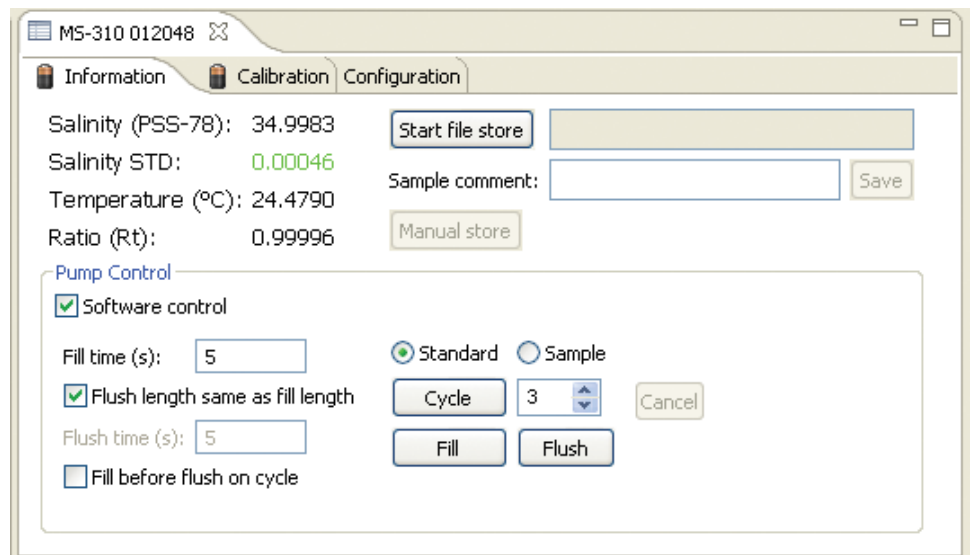 MS-310 012048
Information Calibration Configuration
Salinity (PSS-78): 34.9983 Start file store
Salinity STD: 0.00046
Sample comment: Save
Temperature (ºC): 24.4790
Ratio (Rt): 0.99996 Manual store
Pump Control
Software control
Fill time (s): 5 Standard Sample
Flush length same as fill length Cycle 3 Cancel
Flush time (s): 5 Fill Flush
Fill before flush on cycle